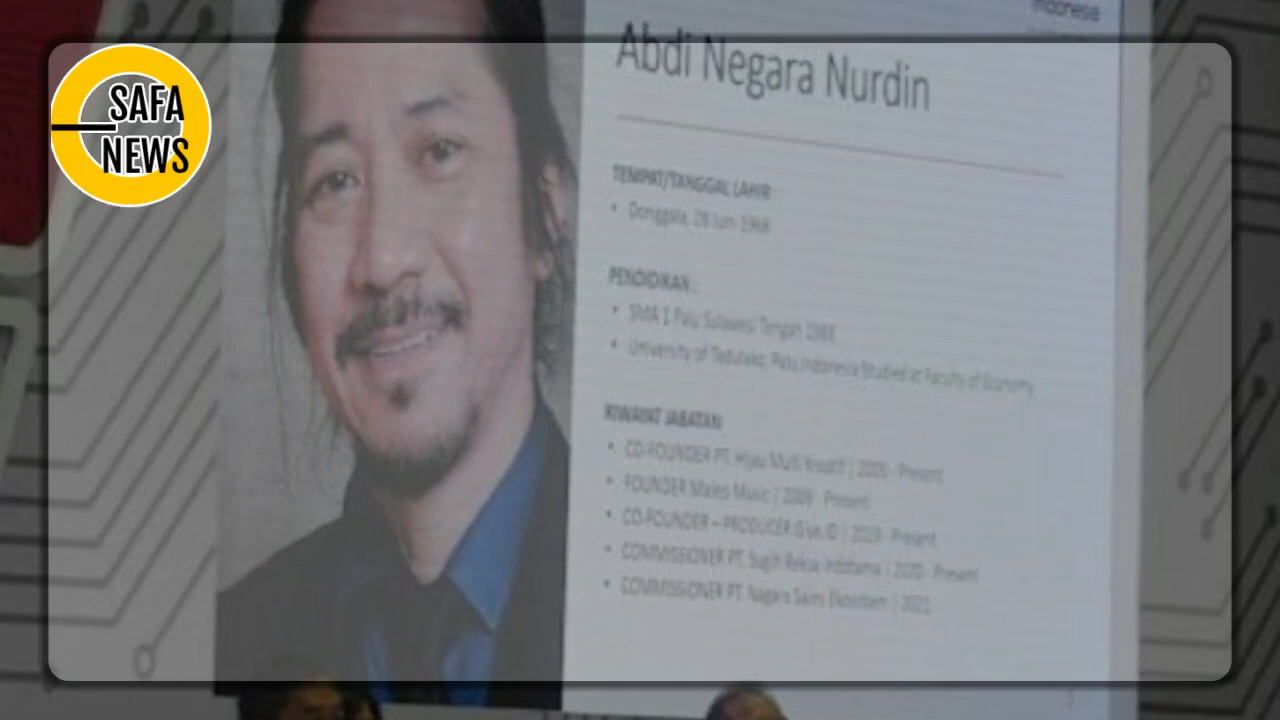 SAFA
NEWS
Indonesia
Abdi Negara Nurdin
TEMPAT/TANGGAL LAHIR
• Donggala, 28 Juni 1968
PENDIDIKAN :
• SMA 1 Palu Sulawesi Tengah
• University of Tadulako, Palu, Indonesia Studied at Faculty of Economy
RIWAYAT JABATAN
• CO-FOUNDER PT. Hijau Multi Kreatif | 2005 - Present
• FOUNDER Maleo Music | 2009 - Present
• CO-FOUNDER – PRODUCER Give.ID | 2019 - Present
• COMMISSIONER PT. Sugih Reksa Indotama | 2020 - Present
• COMMISSIONER PT. Nagara Sains Ekosistem | 2021